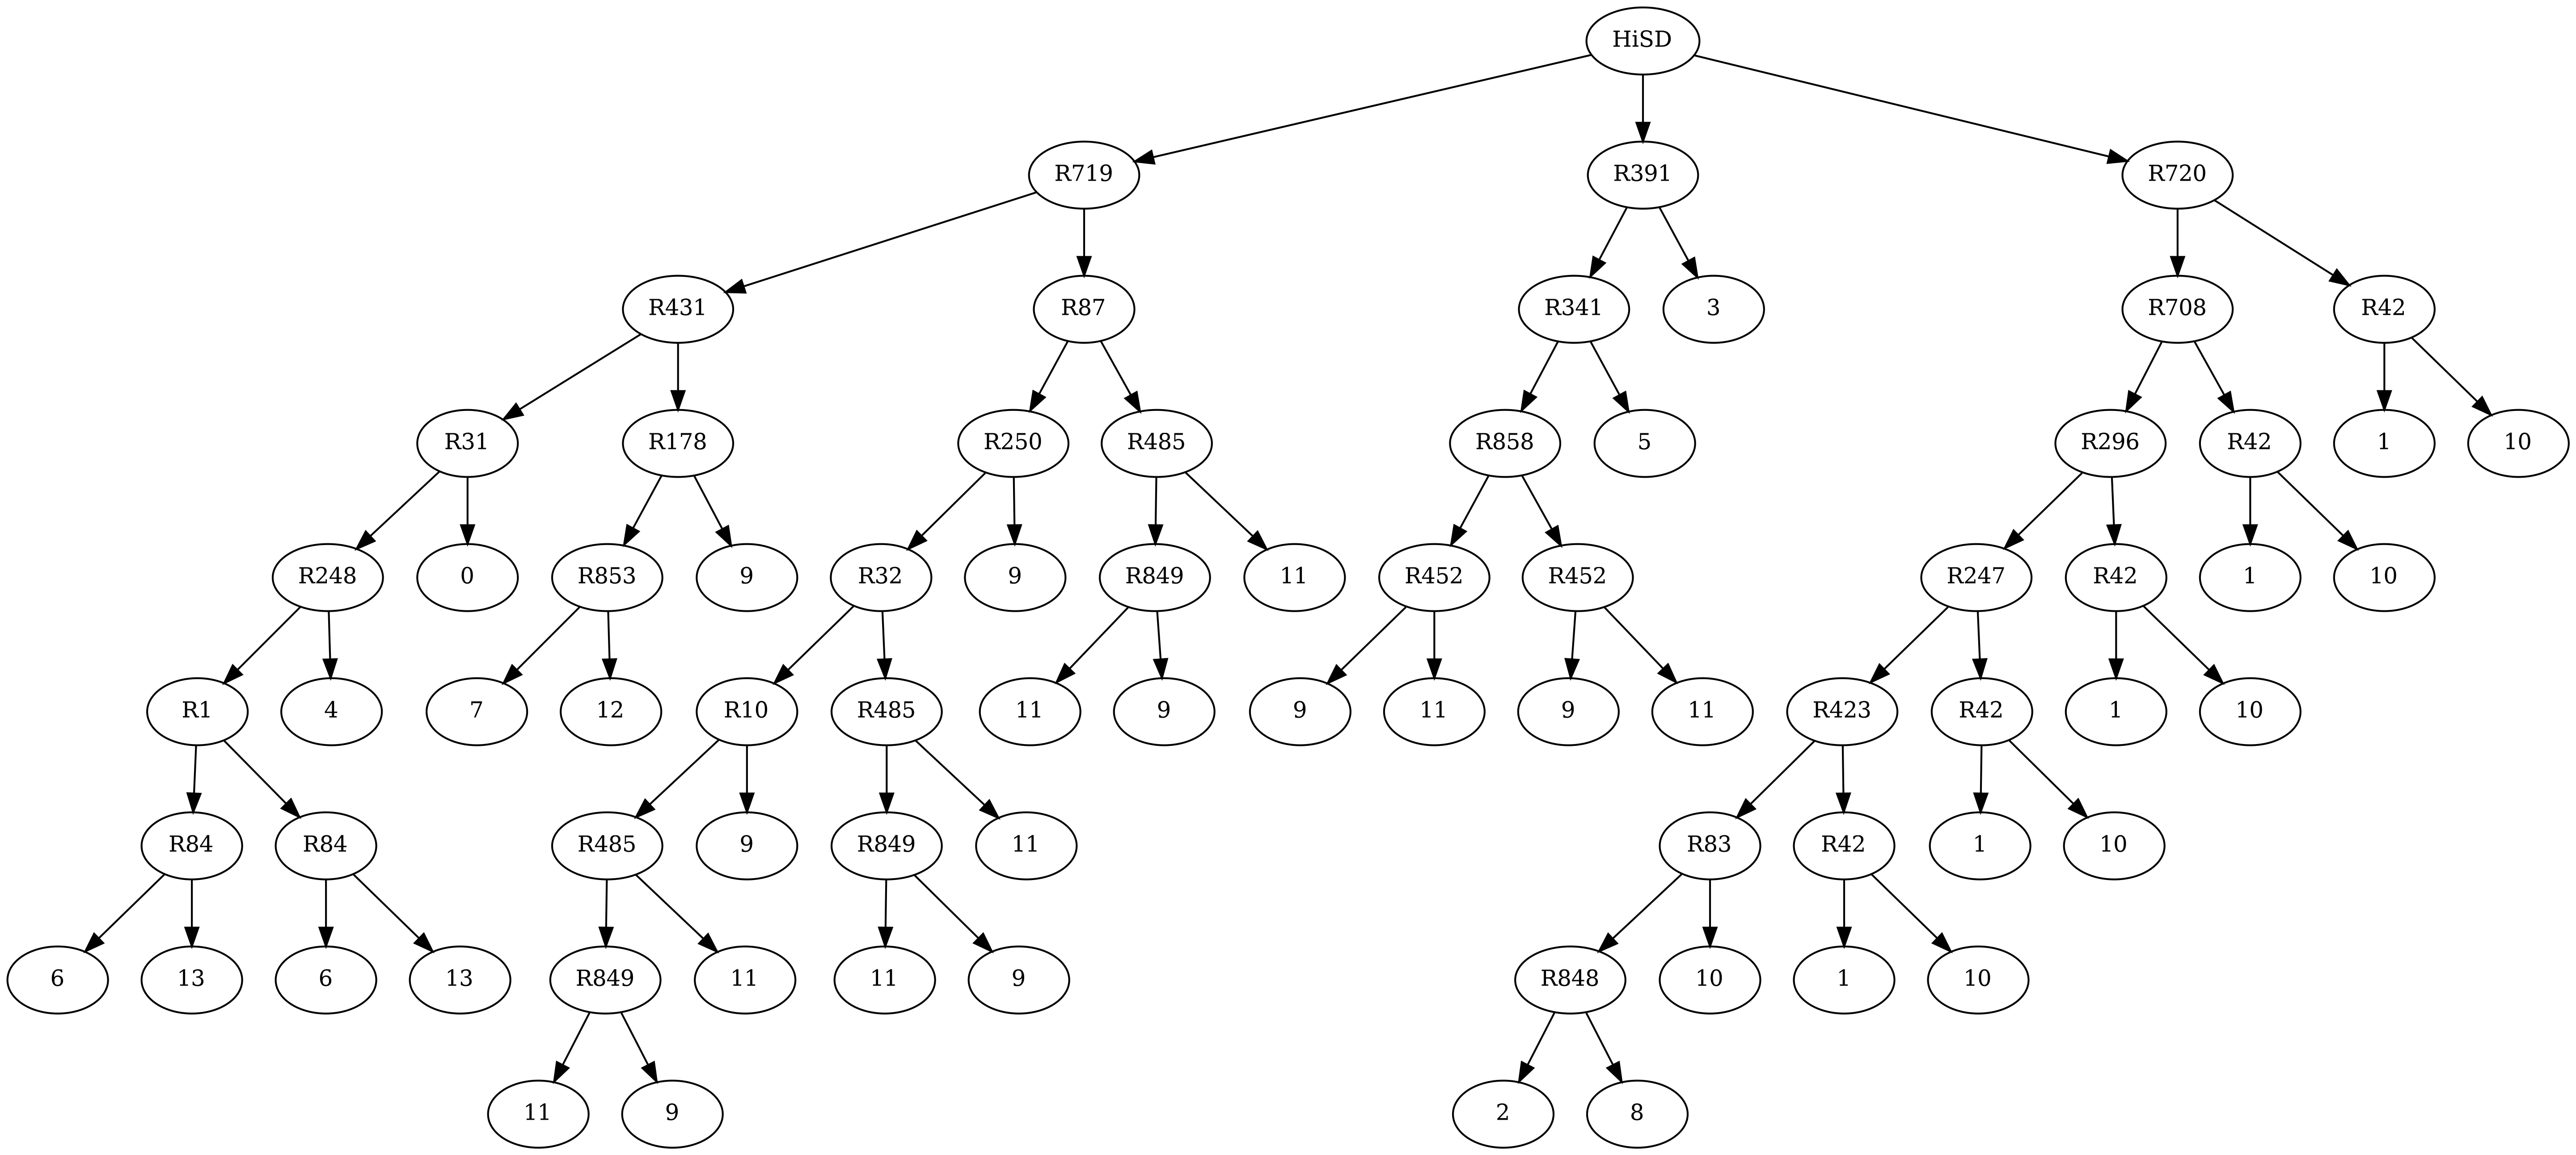 HiSD
R719 R391 R720
R431 R87 R341 3 R708 R42
R31 R178 R250 R485 R858 5 R296 R42 1 10
R248 0 R853 9 R32 9 R849 11 R452 R452 R247 R42 1 10
R1 4 7 12 R10 R485 11 9 9 11 9 11 R423 R42 1 10
R84 R84 R485 9 R849 11 R83 R42 1 10
6 13 6 13 R849 11 11 9 R848 10 1 10
11 9 2 8